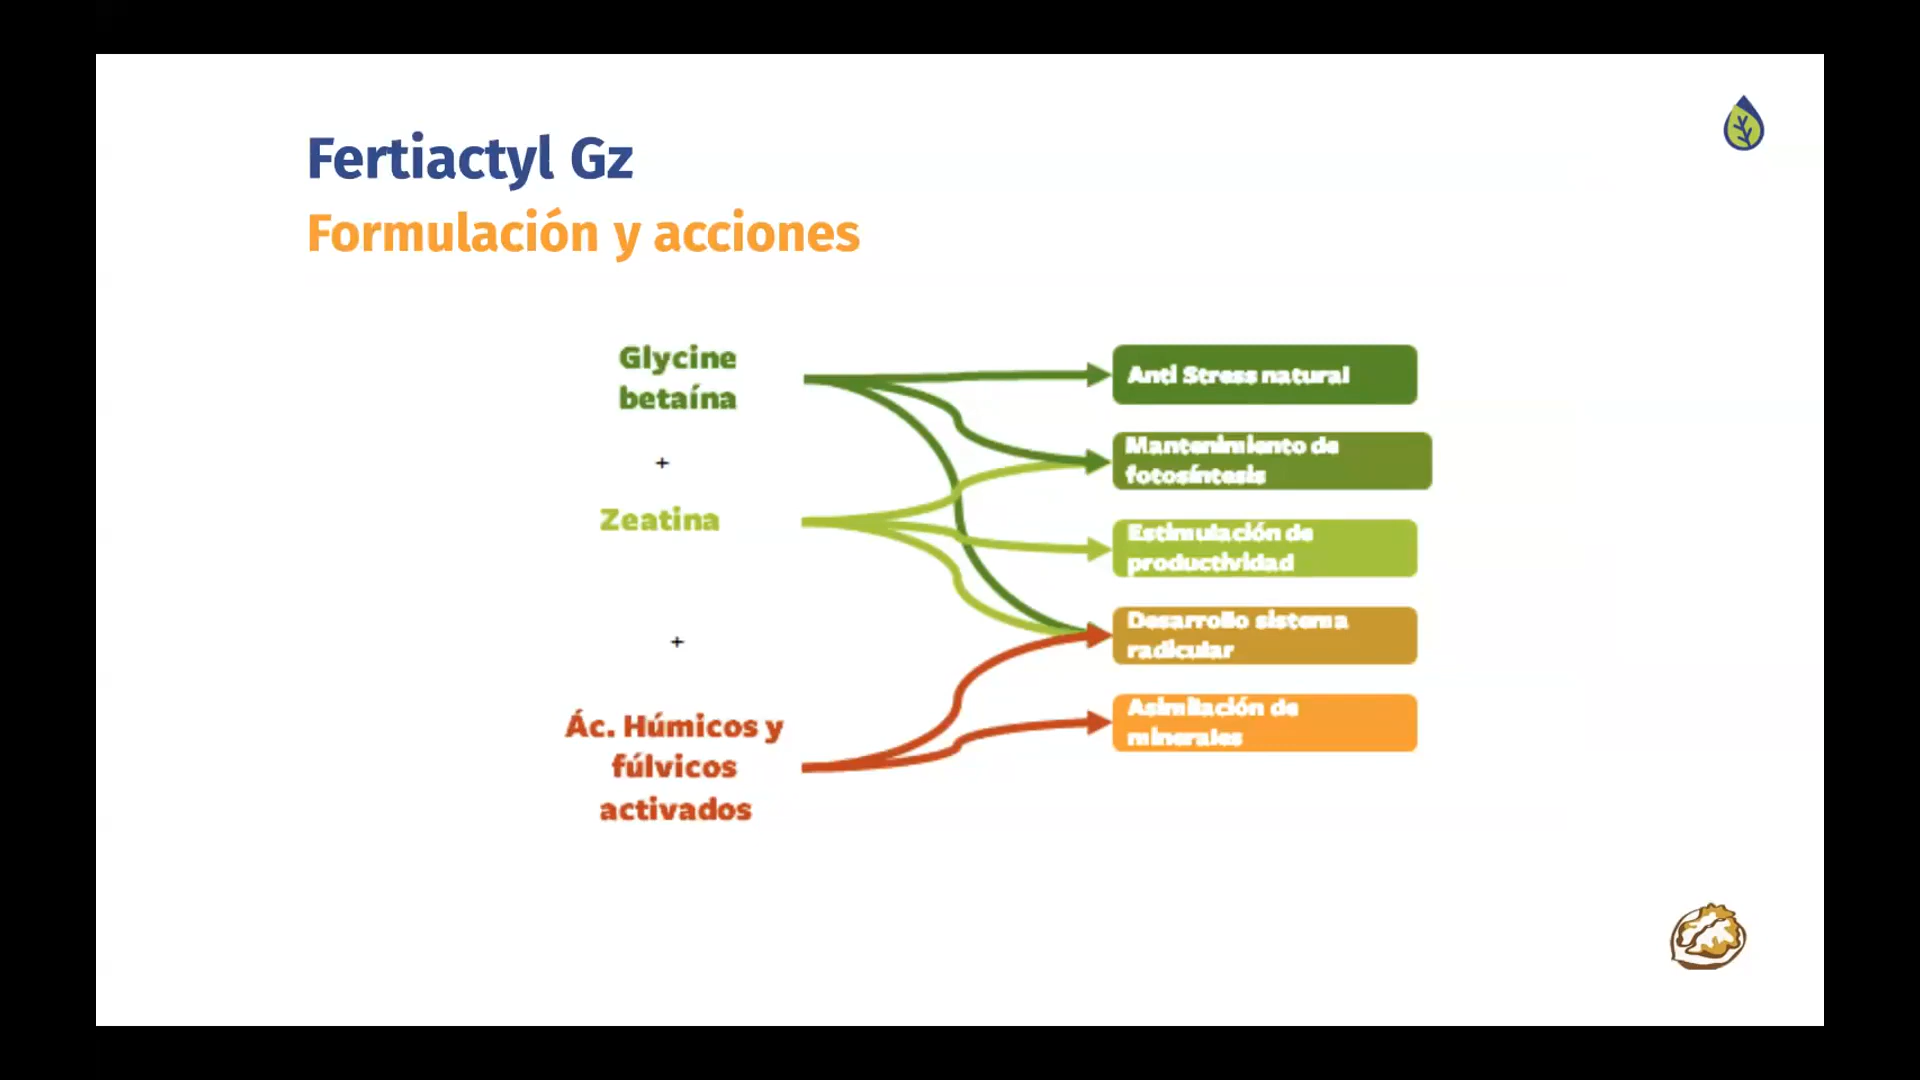 Fertiactyl Gz
Formulación y acciones
Glycine
betaína
+
Zeatina
+
Ác. Húmicos y
fúlvicos
activados
Anti Stress natural
Mantenimiento de
fotosíntesis
Estimulación de
productividad
Desarrollo sistema
radicular
Asimilación de
minerales